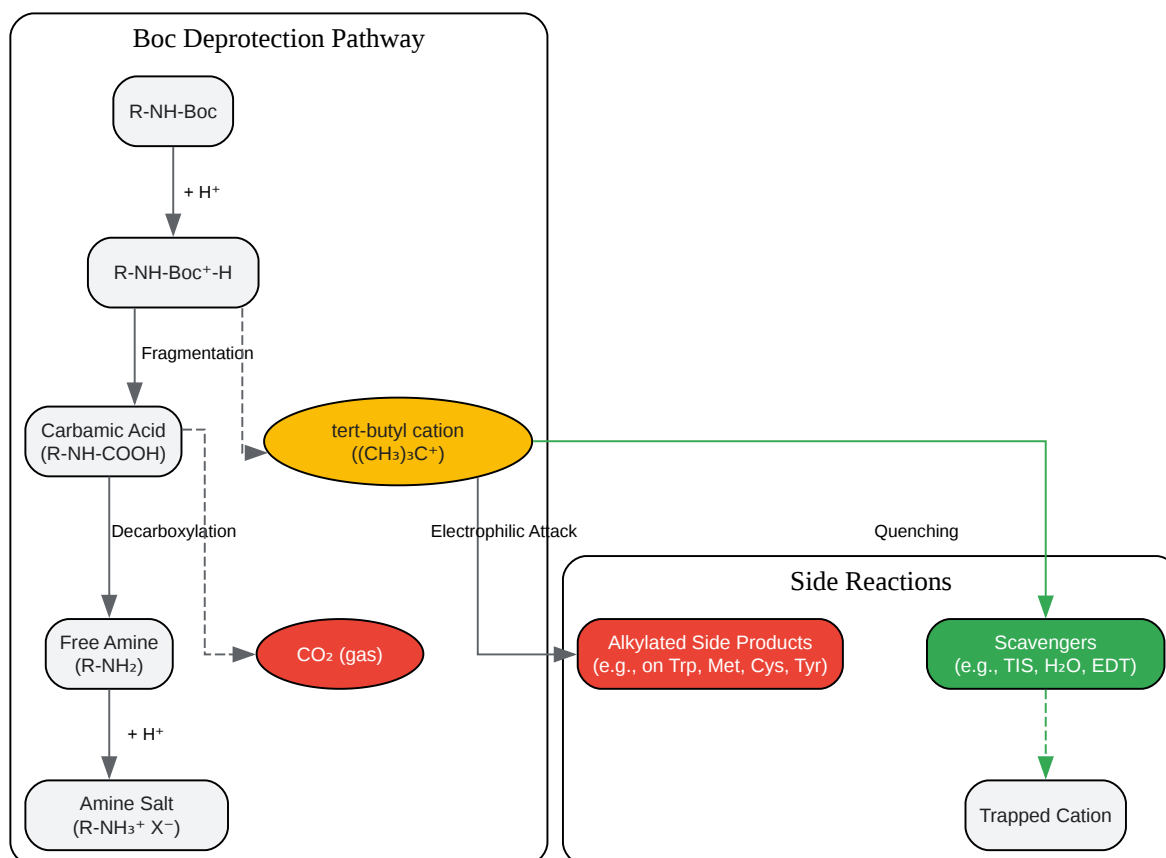 Boc Deprotection Pathway
R-NH-Boc
+ H⁺
R-NH-Boc⁺-H
Fragmentation
Carbamic Acid
(R-NH-COOH)
tert-butyl cation
((CH₃)₃C⁺)
Decarboxylation
Electrophilic Attack
Quenching
Side Reactions
Free Amine
(R-NH₂)
CO₂ (gas)
Alkylated Side Products
(e.g., on Trp, Met, Cys, Tyr)
Scavengers
(e.g., TIS, H₂O, EDT)
+ H⁺
Amine Salt
(R-NH₃⁺ X⁻)
Trapped Cation